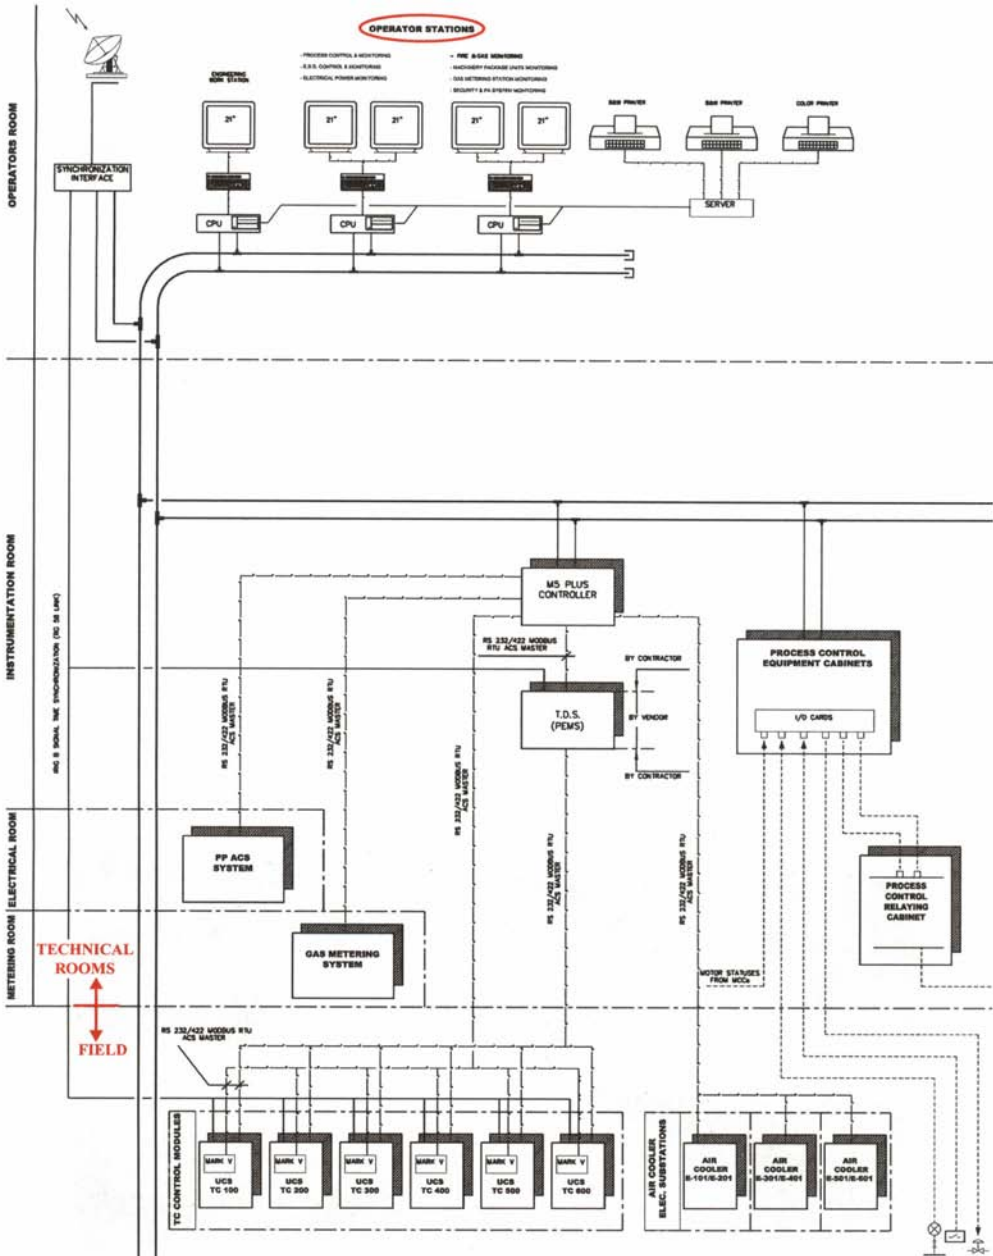 OPERATOR STATIONS
- PROCESS CONTROL & MONITORING
- E.S.D. CONTROL & MONITORING
- ELECTRICAL POWER MONITORING
- FIRE &GAS MONITORING
- MACHINERY PACKAGE UNITS MONITORING
- GAS METERING STATION MONITORING
- SECURITY & PA SYSTEM MONITORING
ENGINEERING
WORK STATION
21"
21"
21"
21"
21"
B&W PRINTER
B&W PRINTER
COLOR PRINTER
OPERATORS ROOM
SYNCHRONIZATION
INTERFACE
CPU
CPU
CPU
SERVER
INSTRUMENTATION ROOM
IRIG B SIGNAL TIME SYNCHRONIZATION (RG 58 LINK)
M5 PLUS
CONTROLLER
RS 232/422 MODBUS
RTU ACS MASTER
BY CONTRACTOR
T.D.S.
(PEMS)
BY VENDOR
BY CONTRACTOR
PROCESS CONTROL
EQUIPMENT CABINETS
I/O CARDS
RS 232/422 MODBUS RTU
ACS MASTER
RS 232/422 MODBUS RTU
ACS MASTER
RS 232/422 MODBUS RTU
ACS MASTER
RS 232/422 MODBUS RTU
ACS MASTER
RS 232/422 MODBUS RTU
ACS MASTER
ELECTRICAL ROOM
PP ACS
SYSTEM
PROCESS
CONTROL
RELAYING
CABINET
METERING ROOM
GAS METERING
SYSTEM
TECHNICAL
ROOMS
FIELD
MOTOR STATUSES
FROM MCCs
RS 232/422 MODBUS RTU
ACS MASTER
TC CONTROL MODULES
MARK V
UCS
TC 100
MARK V
UCS
TC 200
MARK V
UCS
TC 300
MARK V
UCS
TC 400
MARK V
UCS
TC 500
MARK V
UCS
TC 600
AIR COOLER
ELEC. SUBSTATIONS
AIR
COOLER
E-101/E-201
AIR
COOLER
E-301/E-401
AIR
COOLER
E-501/E-601